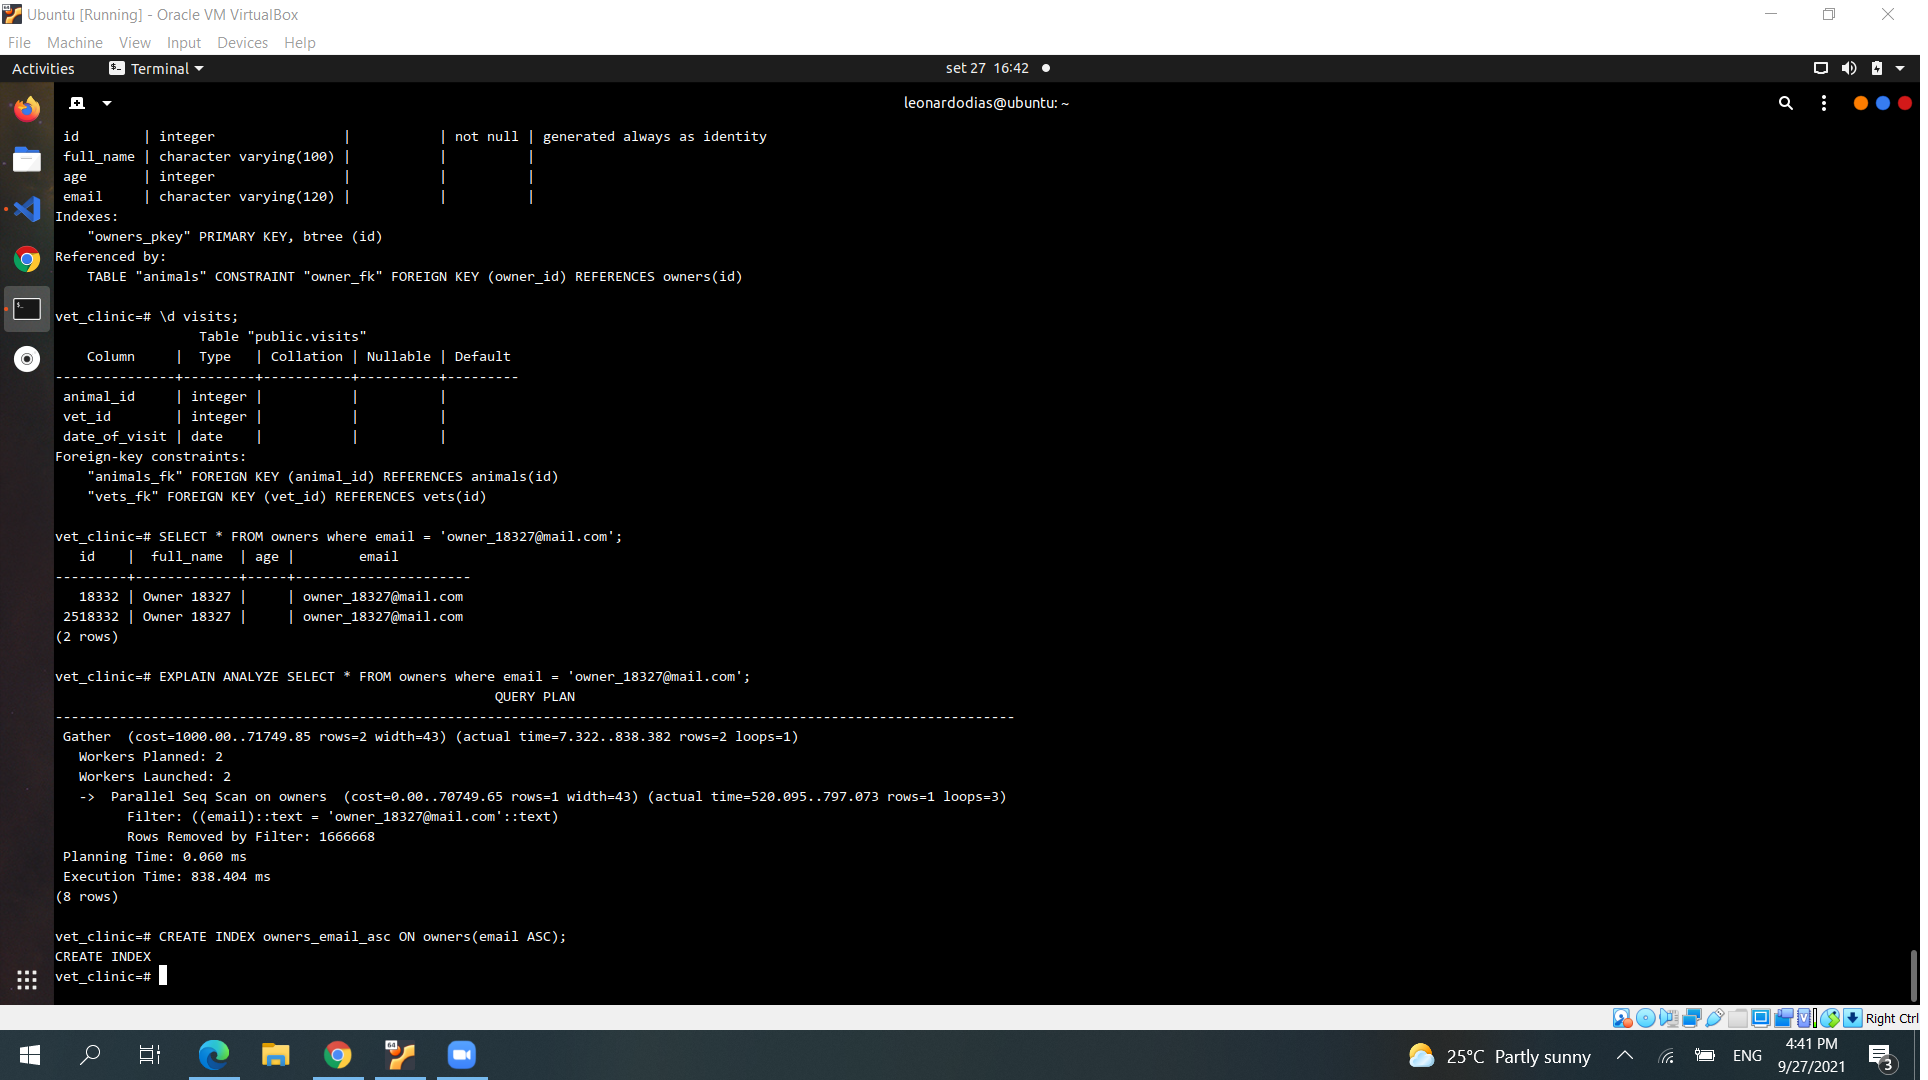 Ubuntu [Running] - Oracle VM VirtualBox
File Machine View Input Devices Help
Activities Terminal set 27 16:42
leonardodias@ubuntu: ~
 id        | integer                |           | not null | generated always as identity
 full_name | character varying(100) |           |          |
 age       | integer                |           |          |
 email     | character varying(120) |           |          |
Indexes:
    "owners_pkey" PRIMARY KEY, btree (id)
Referenced by:
    TABLE "animals" CONSTRAINT "owner_fk" FOREIGN KEY (owner_id) REFERENCES owners(id)
vet_clinic=# \d visits;
                  Table "public.visits"
    Column     |  Type   | Collation | Nullable | Default
---------------+---------+-----------+----------+---------
 animal_id     | integer |           |          |
 vet_id        | integer |           |          |
 date_of_visit | date    |           |          |
Foreign-key constraints:
    "animals_fk" FOREIGN KEY (animal_id) REFERENCES animals(id)
    "vets_fk" FOREIGN KEY (vet_id) REFERENCES vets(id)
vet_clinic=# SELECT * FROM owners where email = 'owner_18327@mail.com';
   id    |  full_name  | age |        email
---------+-------------+-----+----------------------
   18332 | Owner 18327 |     | owner_18327@mail.com
 2518332 | Owner 18327 |     | owner_18327@mail.com
(2 rows)
vet_clinic=# EXPLAIN ANALYZE SELECT * FROM owners where email = 'owner_18327@mail.com';
                                                       QUERY PLAN
------------------------------------------------------------------------------------------------------------------------
 Gather  (cost=1000.00..71749.85 rows=2 width=43) (actual time=7.322..838.382 rows=2 loops=1)
   Workers Planned: 2
   Workers Launched: 2
   ->  Parallel Seq Scan on owners  (cost=0.00..70749.65 rows=1 width=43) (actual time=520.095..797.073 rows=1 loops=3)
         Filter: ((email)::text = 'owner_18327@mail.com'::text)
         Rows Removed by Filter: 1666668
 Planning Time: 0.060 ms
 Execution Time: 838.404 ms
(8 rows)
vet_clinic=# CREATE INDEX owners_email_asc ON owners(email ASC);
CREATE INDEX
vet_clinic=#
Right Ctrl
64
25°C Partly sunny
ENG
4:41 PM
9/27/2021
3